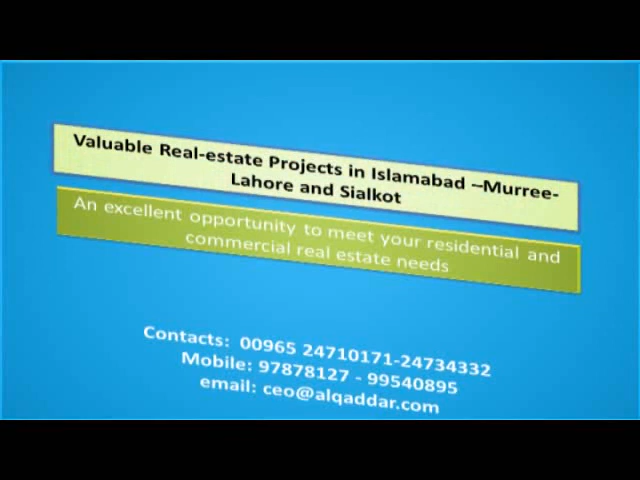 Valuable Real-estate Projects in Islamabad –Murree-
Lahore and Sialkot
An excellent opportunity to meet your residential and
commercial real estate needs
Contacts: 00965 24710171-24734332
Mobile: 97878127 - 99540895
email: ceo@alqaddar.com